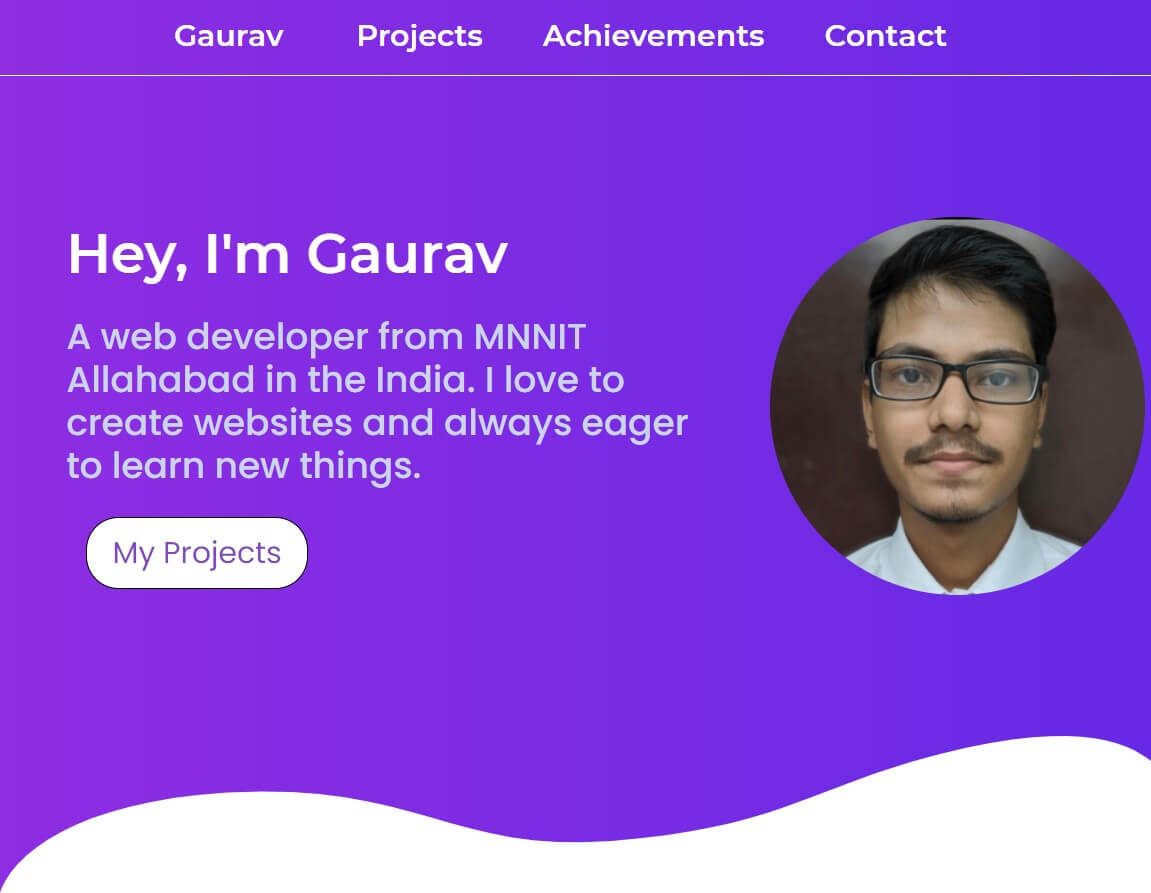 Gaurav Projects Achievements Contact
Hey, I'm Gaurav
A web developer from MNNIT
Allahabad in the India. I love to
create websites and always eager
to learn new things.
My Projects